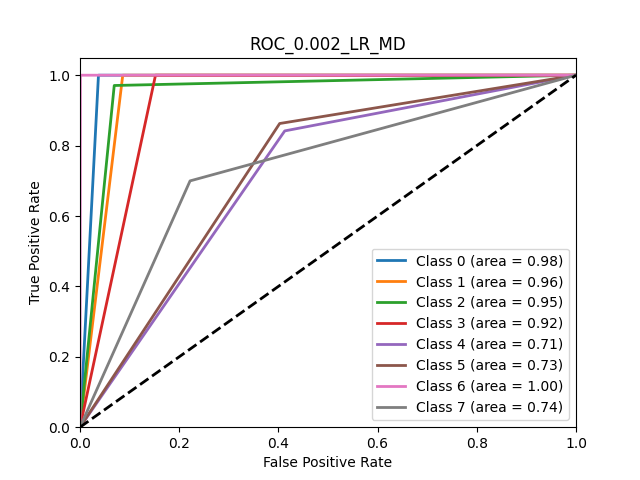 ROC_0.002_LR_MD
1.0
0.8
0.6
0.4
0.2
0.0
True Positive Rate
Class 0 (area = 0.98)
Class 1 (area = 0.96)
Class 2 (area = 0.95)
Class 3 (area = 0.92)
Class 4 (area = 0.71)
Class 5 (area = 0.73)
Class 6 (area = 1.00)
Class 7 (area = 0.74)
0.0 0.2 0.4 0.6 0.8 1.0
False Positive Rate